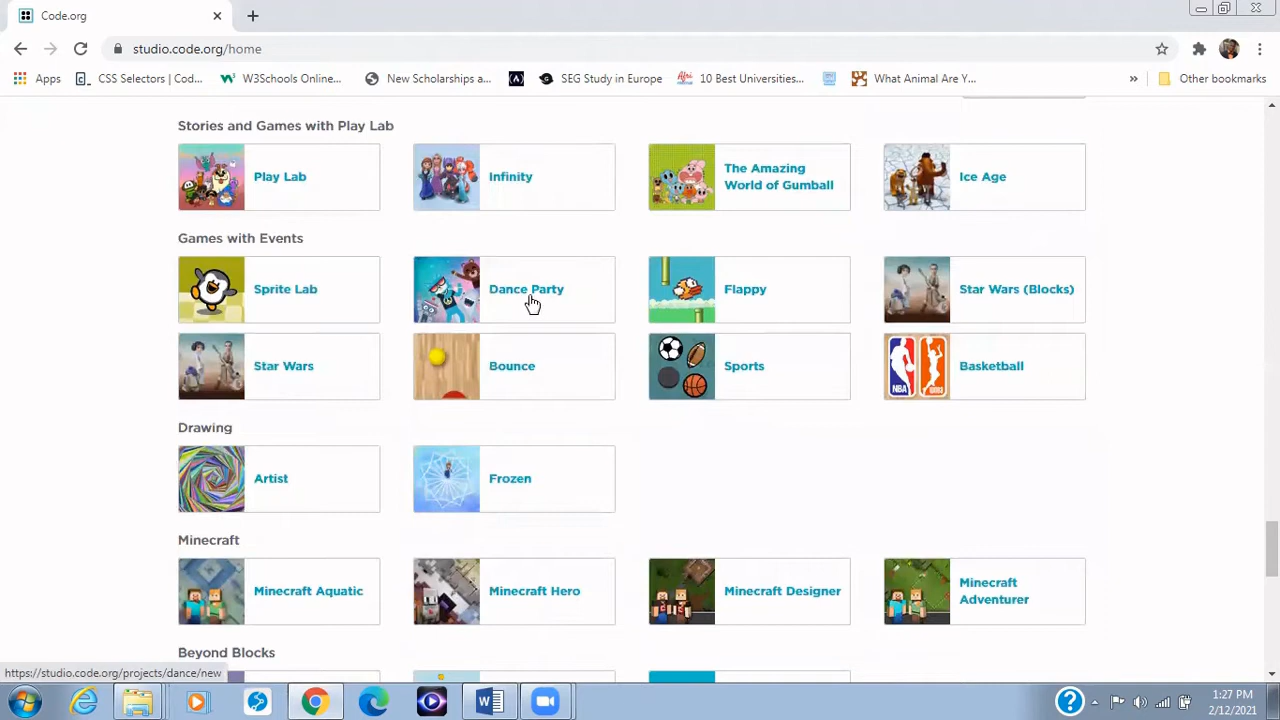 Code.org
studio.code.org/home
Apps CSS Selectors | Cod... W3Schools Online... New Scholarships a... SEG Study in Europe 10 Best Universities... What Animal Are Y... » Other bookmarks
Stories and Games with Play Lab
Play Lab
Infinity
The Amazing
World of Gumball
Ice Age
Games with Events
Sprite Lab
Dance Party
Flappy
Star Wars (Blocks)
Star Wars
Bounce
Sports
NBA
Basketball
Drawing
Artist
Frozen
Minecraft
Minecraft Aquatic
Minecraft Hero
Minecraft Designer
Minecraft
Adventurer
Beyond Blocks
https://studio.code.org/projects/dance/new
1:27 PM
2/12/2021